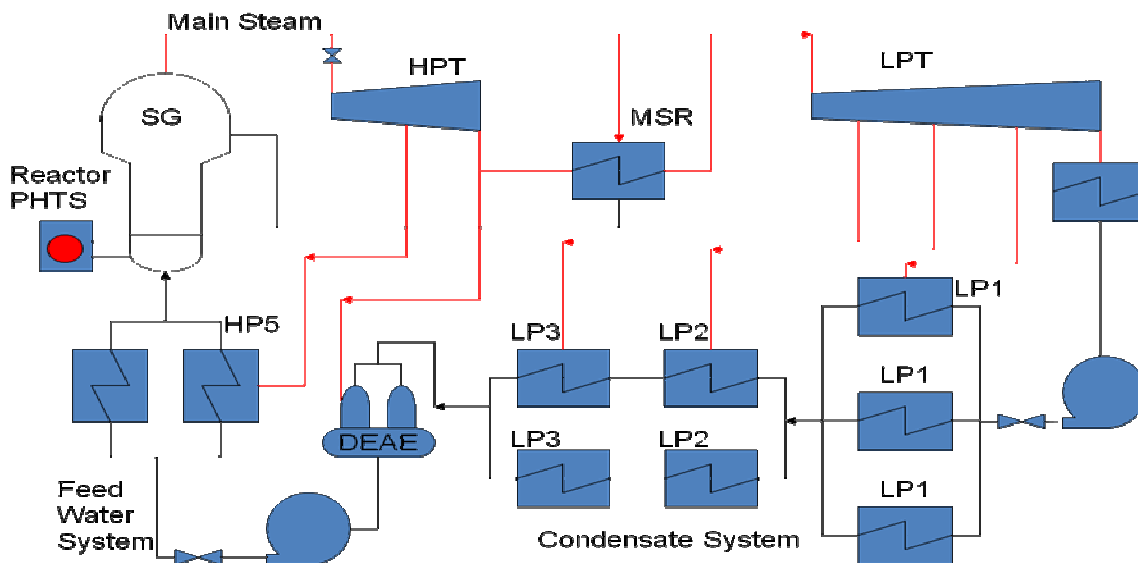 Main Steam
HPT
LPT
SG
MSR
Reactor
PHTS
LP1
HP5
LP3
LP2
LP1
DEAE
LP3
LP2
LP1
Feed
Water
System
Condensate System